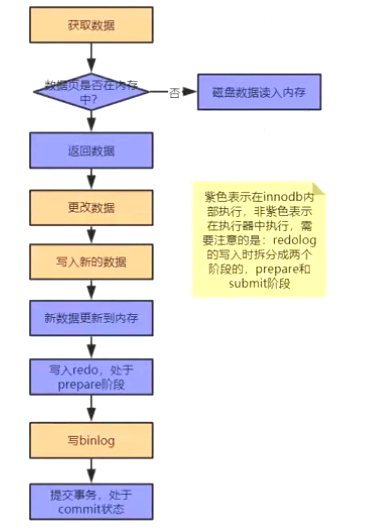 获取数据
数据页是否在内存
中?
否
磁盘数据读入内存
返回数据
更改数据
写入新的数据
新数据更新到内存
写入redo，处于
prepare阶段
写binlog
提交事务，处于
commit状态
紫色表示在innodb内
部执行，非紫色表示
在执行器中执行，需
要注意的是：redolog
的写入时拆分成两个
阶段的，prepare和
submit阶段